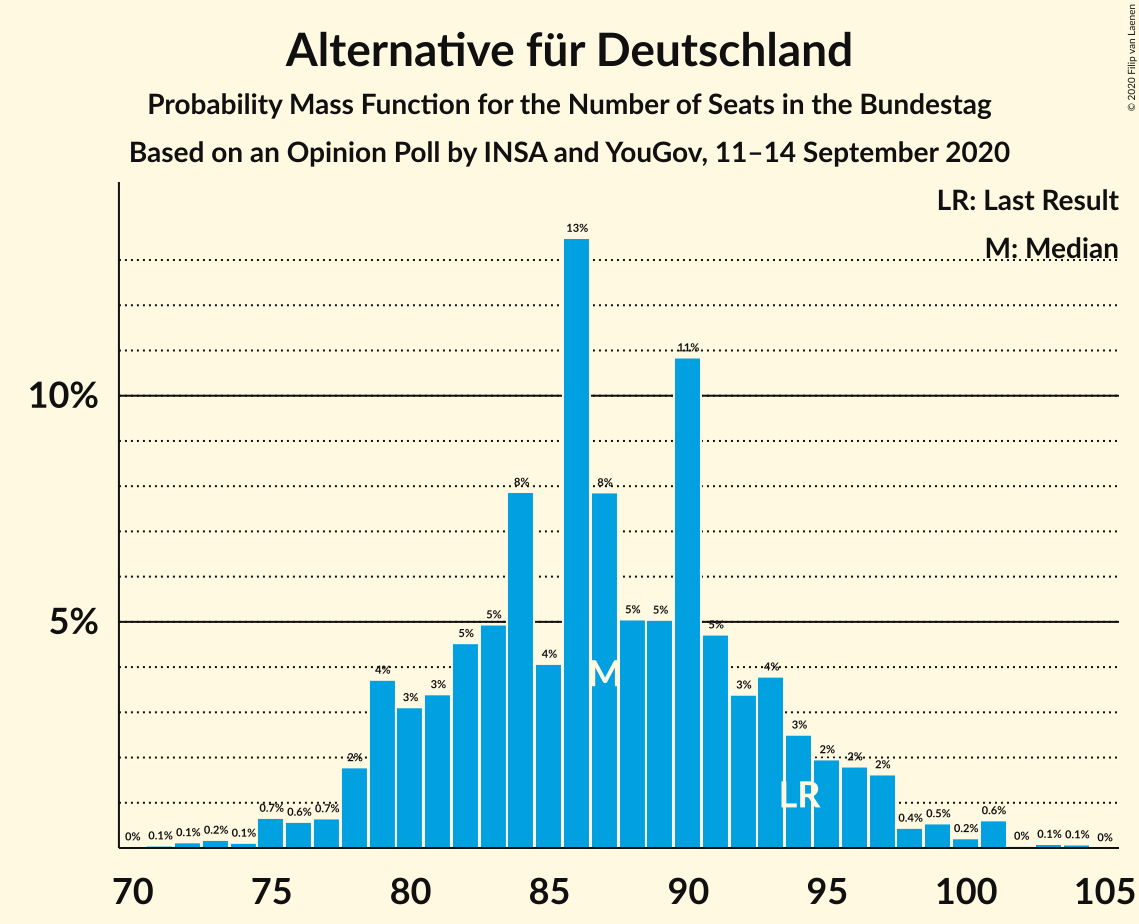 Alternative für Deutschland
Probability Mass Function for the Number of Seats in the Bundestag
Based on an Opinion Poll by INSA and YouGov, 11–14 September 2020
© 2020 Filip van Laenen
LR: Last Result
M: Median
10%
5%
0% 0.1% 0.1% 0.2% 0.1% 0.7% 0.6% 0.7% 2% 4% 3% 3% 5% 5% 8% 4% 13% 8% 5% 5% 11% 5% 3% 4% 3% 2% 2% 2% 0.4% 0.5% 0.2% 0.6% 0% 0.1% 0.1% 0%
M
LR
70 75 80 85 90 95 100 105